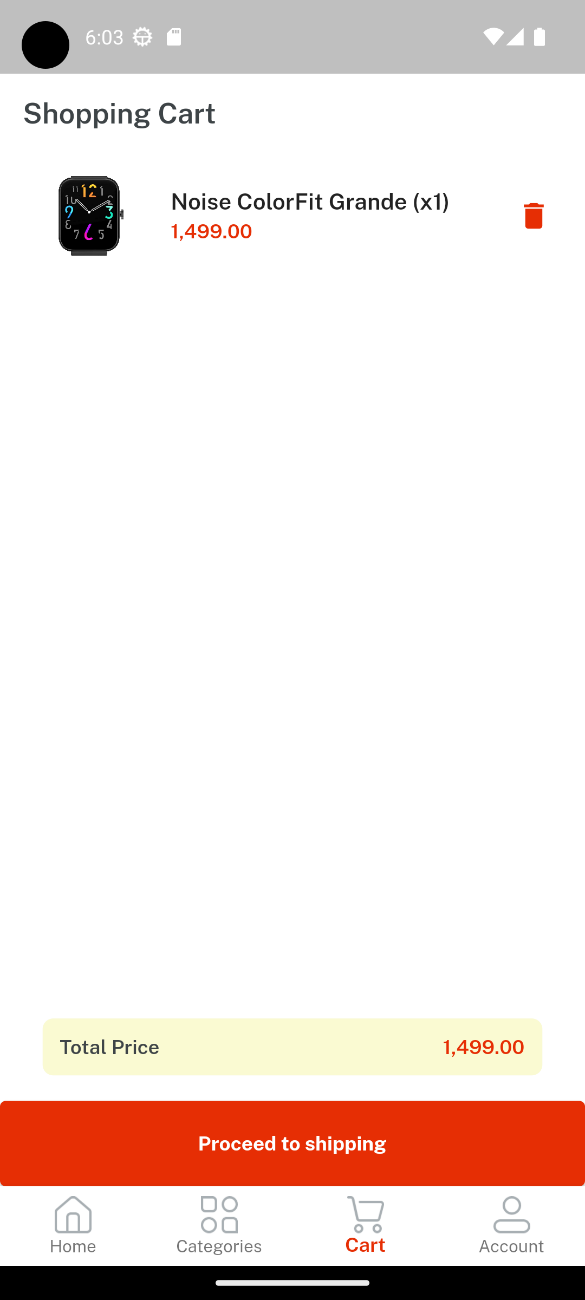 6:03
Shopping Cart
Noise ColorFit Grande (x1)
1,499.00
Total Price 1,499.00
Proceed to shipping
Home Categories Cart Account